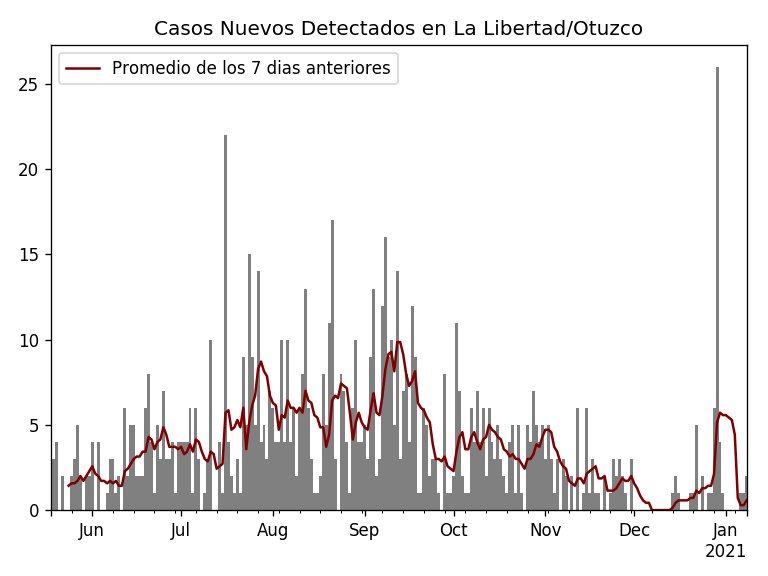 Casos Nuevos Detectados en La Libertad/Otuzco
Promedio de los 7 dias anteriores
25
20
15
10
5
0
Jun Jul Aug Sep Oct Nov Dec Jan
2021